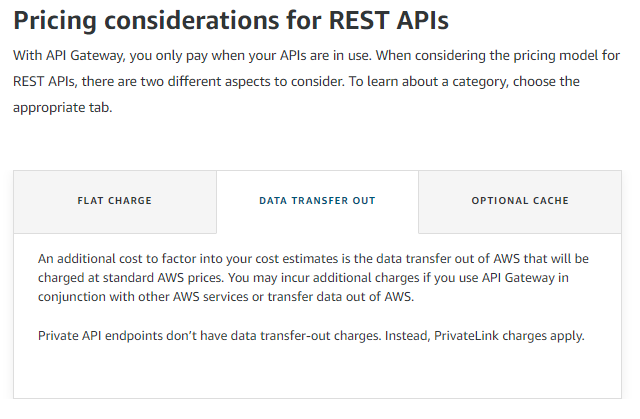 Pricing considerations for REST APIs
With API Gateway, you only pay when your APIs are in use. When considering the pricing model for
REST APIs, there are two different aspects to consider. To learn about a category, choose the
appropriate tab.
FLAT CHARGE
DATA TRANSFER OUT
OPTIONAL CACHE
An additional cost to factor into your cost estimates is the data transfer out of AWS that will be
charged at standard AWS prices. You may incur additional charges if you use API Gateway in
conjunction with other AWS services or transfer data out of AWS.
Private API endpoints don’t have data transfer-out charges. Instead, PrivateLink charges apply.